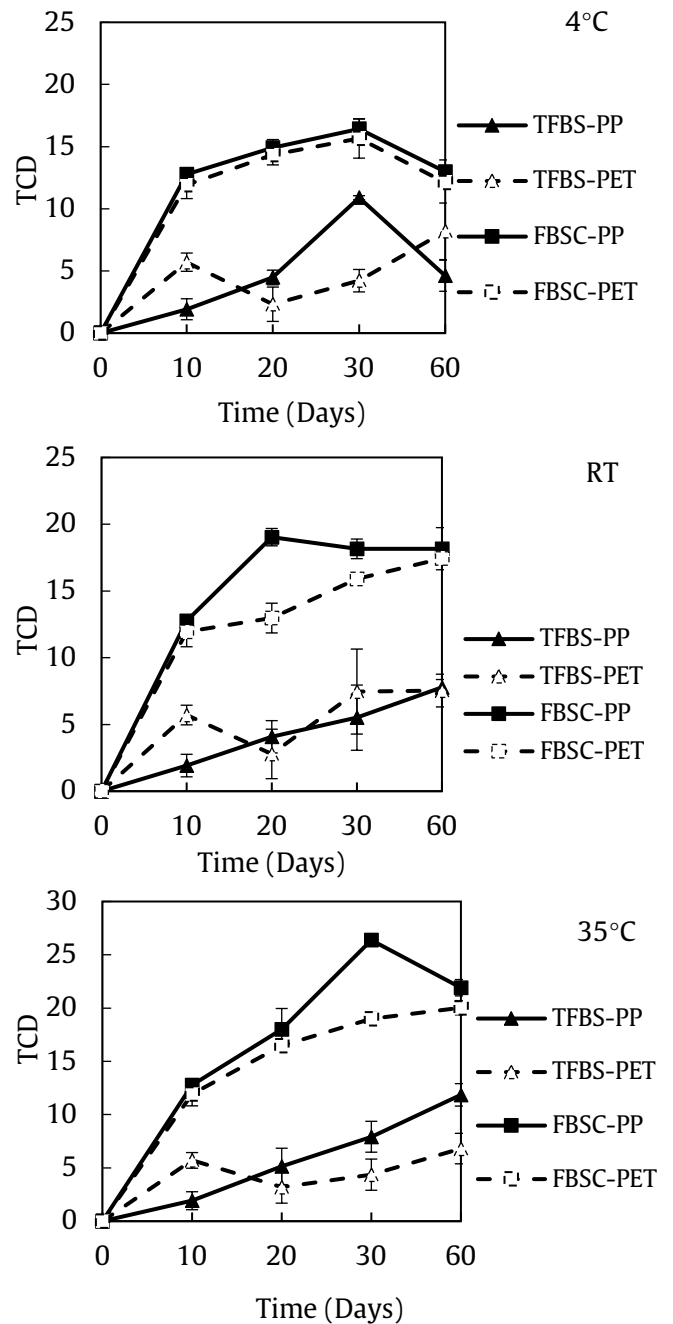 4°C
25
20
15
10
5
0
TCD
0 10 20 30 60
Time (Days)
TFBS-PP
TFBS-PET
FBSC-PP
FBSC-PET
RT
25
20
15
10
5
0
TCD
0 10 20 30 60
Time (Days)
TFBS-PP
TFBS-PET
FBSC-PP
FBSC-PET
35°C
30
25
20
15
10
5
0
TCD
0 10 20 30 60
Time (Days)
TFBS-PP
TFBS-PET
FBSC-PP
FBSC-PET